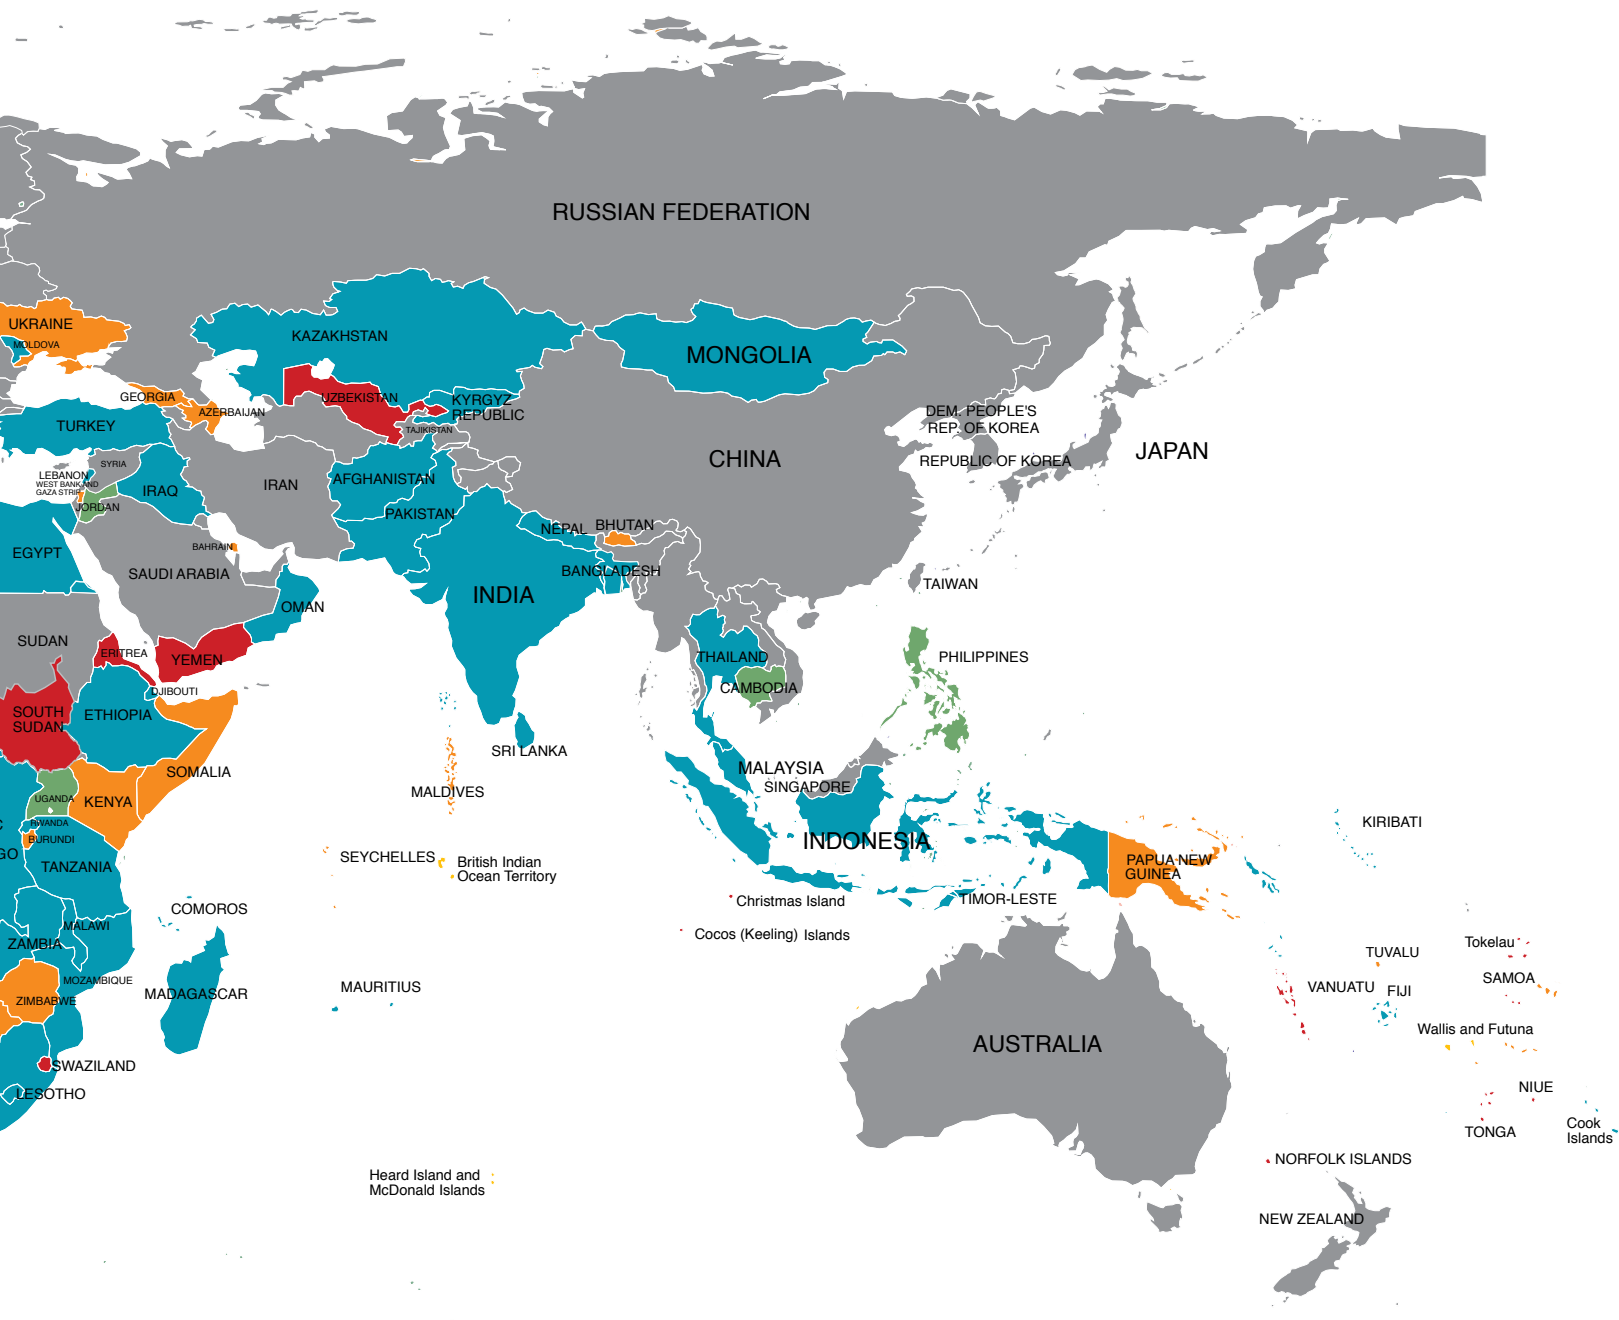 RUSSIAN FEDERATION
UKRAINE
MOLDOVA
KAZAKHSTAN
MONGOLIA
GEORGIA
AZERBAIJAN
UZBEKISTAN
KYRGYZ
REPUBLIC
TURKEY
TAJIKISTAN
DEM. PEOPLE'S
REP. OF KOREA
JAPAN
CHINA
REPUBLIC OF KOREA
SYRIA
LEBANON
WEST BANK AND
GAZA STRIP
IRAQ
IRAN
AFGHANISTAN
JORDAN
PAKISTAN
NEPAL
BHUTAN
EGYPT
BAHRAIN
SAUDI ARABIA
BANGLADESH
TAIWAN
INDIA
OMAN
SUDAN
ERITREA
YEMEN
THAILAND
PHILIPPINES
DJIBOUTI
CAMBODIA
SOUTH
SUDAN
ETHIOPIA
SRI LANKA
SOMALIA
MALAYSIA
SINGAPORE
UGANDA
KENYA
MALDIVES
RWANDA
C
BURUNDI
KIRIBATI
INDONESIA
GO
TANZANIA
SEYCHELLES
British Indian
Ocean Territory
PAPUA NEW
GUINEA
Christmas Island
TIMOR-LESTE
COMOROS
MALAWI
ZAMBIA
Cocos (Keeling) Islands
Tokelau
TUVALU
MOZAMBIQUE
SAMOA
MADAGASCAR
MAURITIUS
VANUATU
FIJI
ZIMBABWE
Wallis and Futuna
AUSTRALIA
SWAZILAND
LESOTHO
NIUE
TONGA
Cook
Islands
NORFOLK ISLANDS
Heard Island and
McDonald Islands
NEW ZEALAND